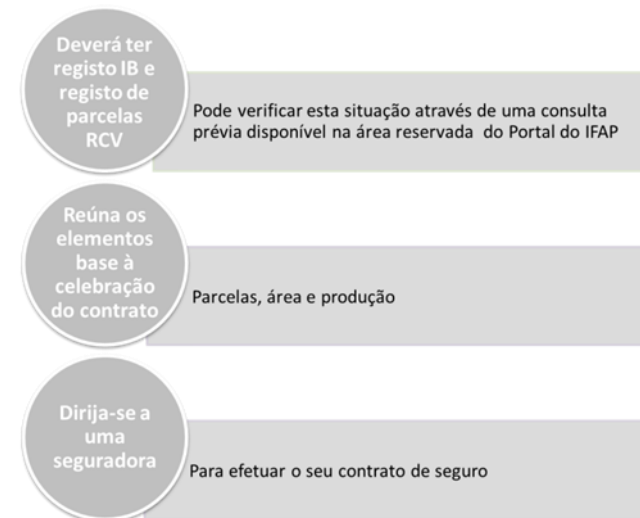 Deverá ter
registo IB e
registo de
parcelas
RCV
Pode verificar esta situação através de uma consulta
prévia disponível na área reservada do Portal do IFAP
Reúna os
elementos
base à
celebração
do contrato
Parcelas, área e produção
Dirija-se a
uma
seguradora
Para efetuar o seu contrato de seguro